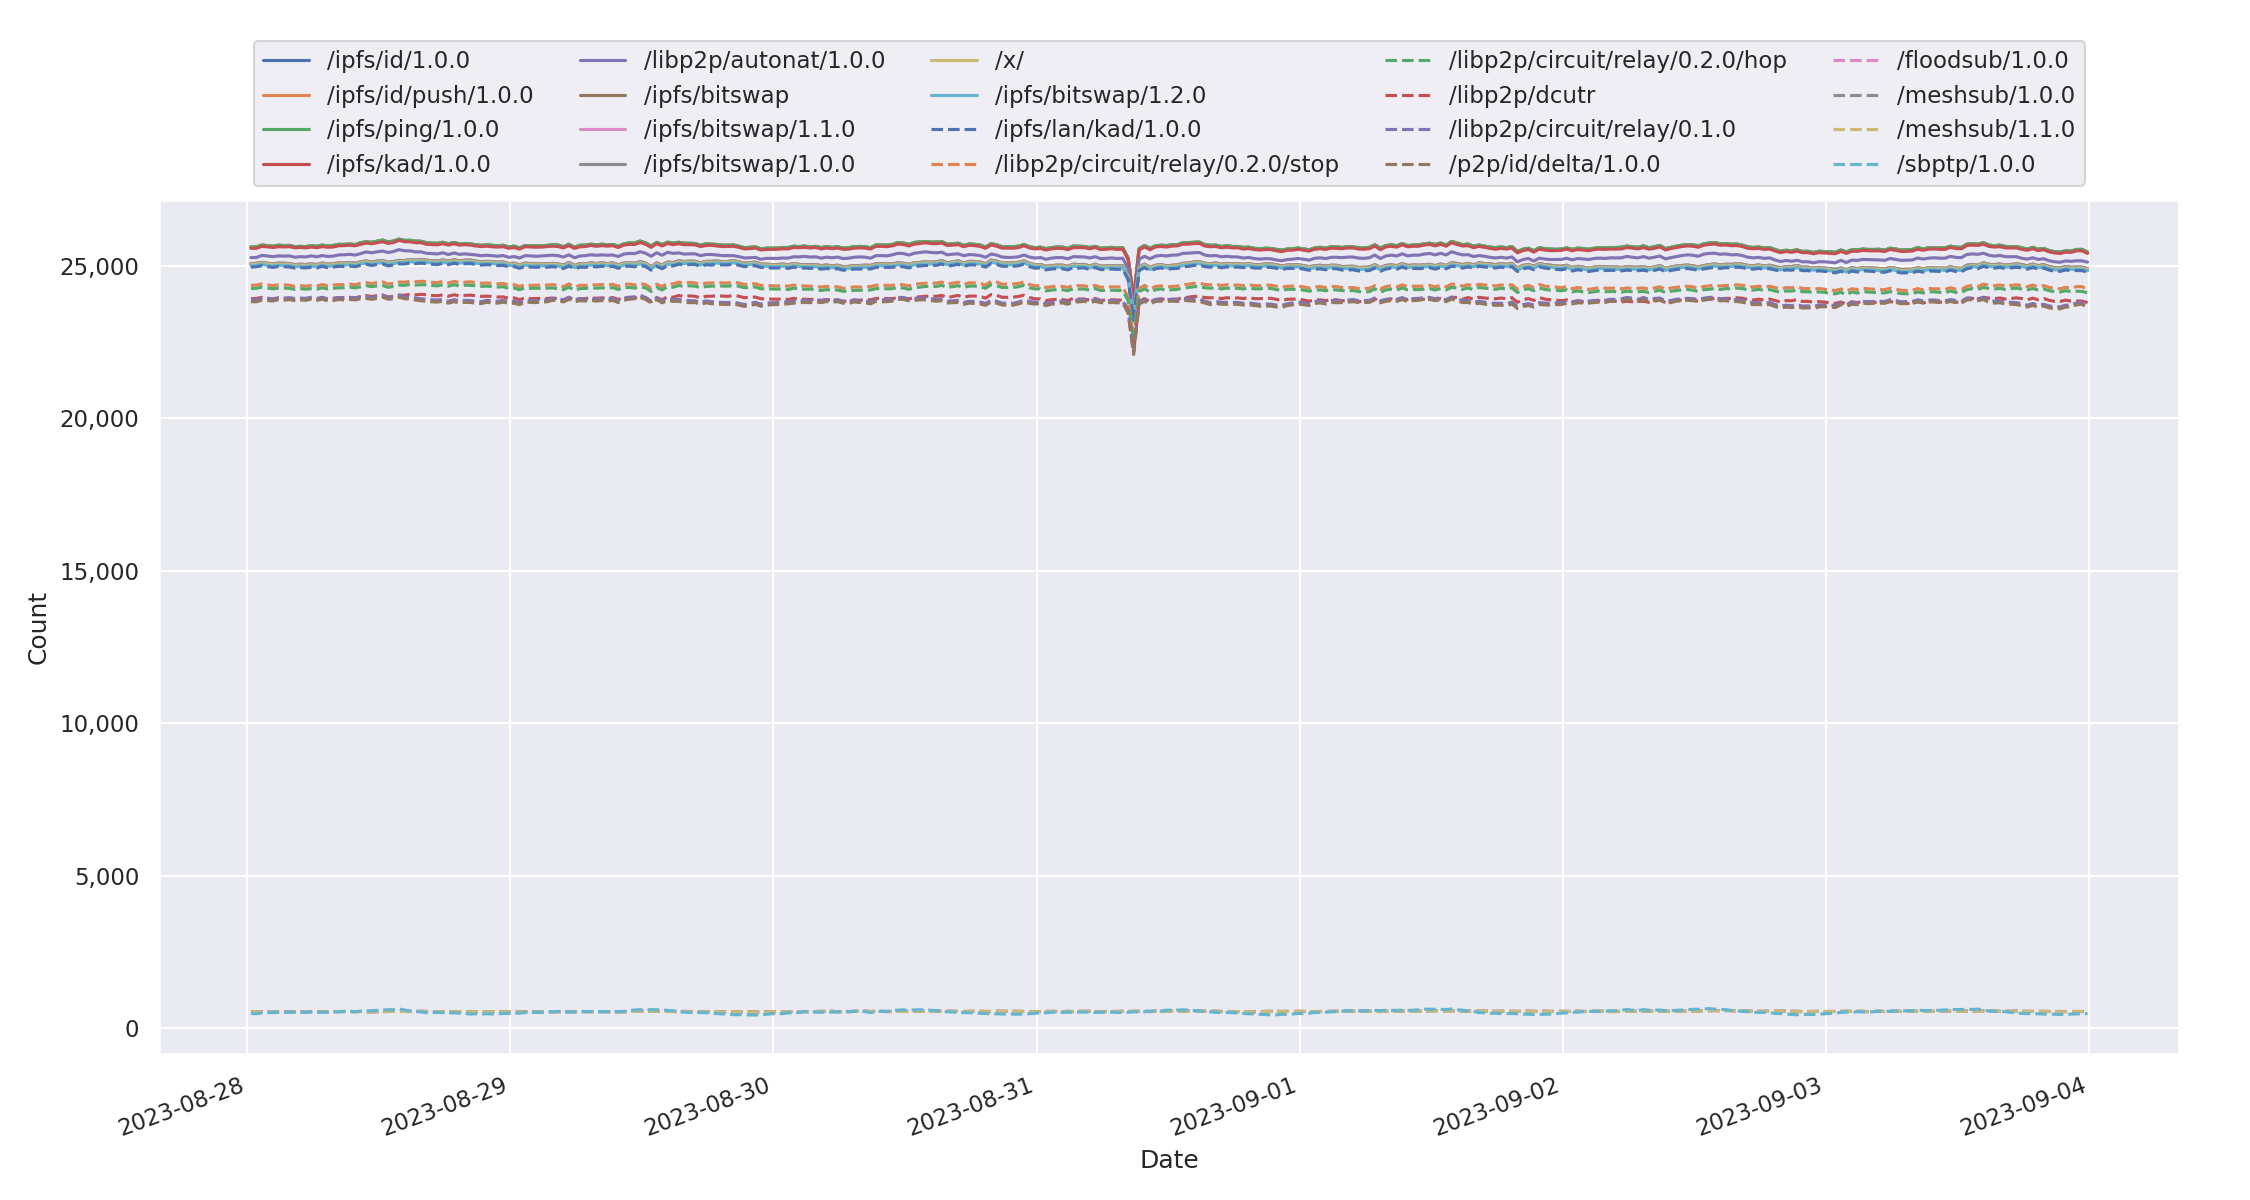 /ipfs/id/1.0.0
/ipfs/id/push/1.0.0
/ipfs/ping/1.0.0
/ipfs/kad/1.0.0
/libp2p/autonat/1.0.0
/ipfs/bitswap
/ipfs/bitswap/1.1.0
/ipfs/bitswap/1.0.0
/x/
/ipfs/bitswap/1.2.0
/ipfs/lan/kad/1.0.0
/libp2p/circuit/relay/0.2.0/stop
/libp2p/circuit/relay/0.2.0/hop
/libp2p/dcutr
/libp2p/circuit/relay/0.1.0
/p2p/id/delta/1.0.0
/floodsub/1.0.0
/meshsub/1.0.0
/meshsub/1.1.0
/sbptp/1.0.0
25,000
20,000
15,000
10,000
5,000
0
Count
2023-08-28
2023-08-29
2023-08-30
2023-08-31
2023-09-01
2023-09-02
2023-09-03
2023-09-04
Date